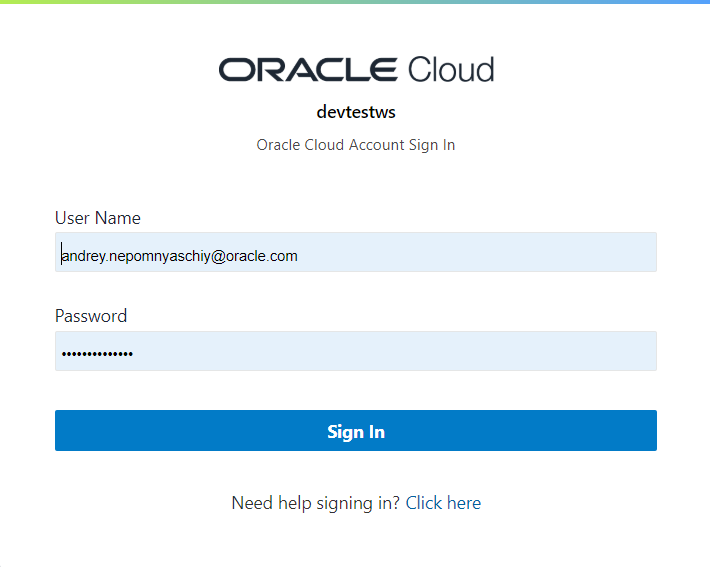 ORACLE Cloud
devtestws
Oracle Cloud Account Sign In
User Name
andrey.nepomnyaschiy@oracle.com
Password
••••••••••••••
Sign In
Need help signing in? Click here